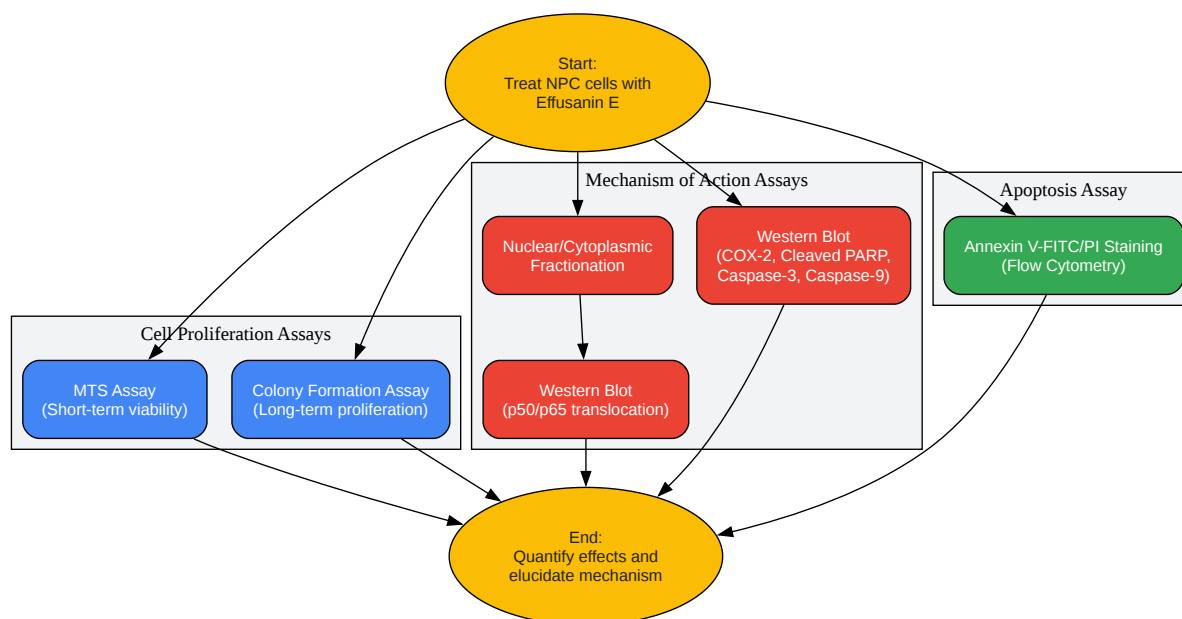 Start:
Treat NPC cells with
Effusanin E
Mechanism of Action Assays
Apoptosis Assay
Nuclear/Cytoplasmic
Fractionation
Western Blot
(COX-2, Cleaved PARP,
Caspase-3, Caspase-9)
Annexin V-FITC/PI Staining
(Flow Cytometry)
Cell Proliferation Assays
MTS Assay
(Short-term viability)
Colony Formation Assay
(Long-term proliferation)
Western Blot
(p50/p65 translocation)
End:
Quantify effects and
elucidate mechanism